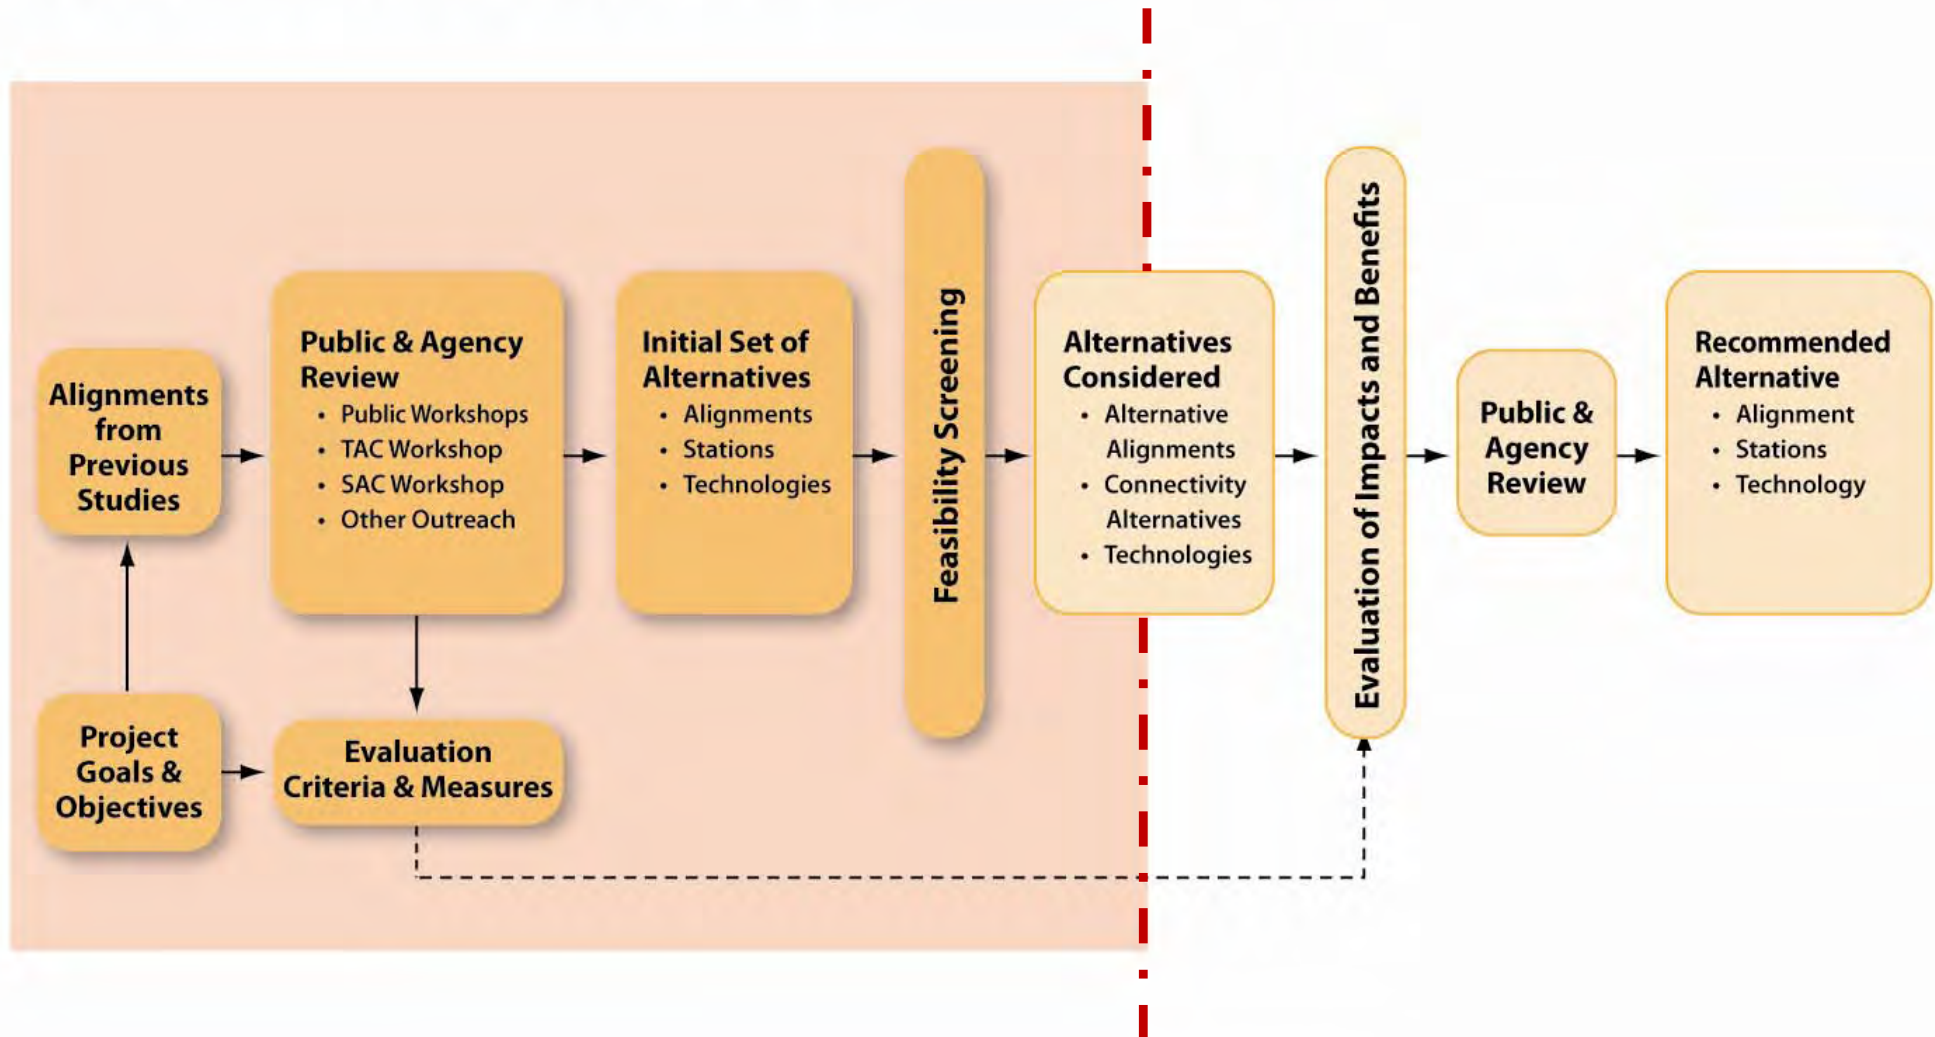 Alignments
from
Previous
Studies
Project
Goals &
Objectives
Public & Agency
Review
• Public Workshops
• TAC Workshop
• SAC Workshop
• Other Outreach
Evaluation
Criteria & Measures
Initial Set of
Alternatives
• Alignments
• Stations
• Technologies
Feasibility Screening
Alternatives
Considered
• Alternative
Alignments
• Connectivity
Alternatives
• Technologies
Evaluation of Impacts and Benefits
Public &
Agency
Review
Recommended
Alternative
• Alignment
• Stations
• Technology